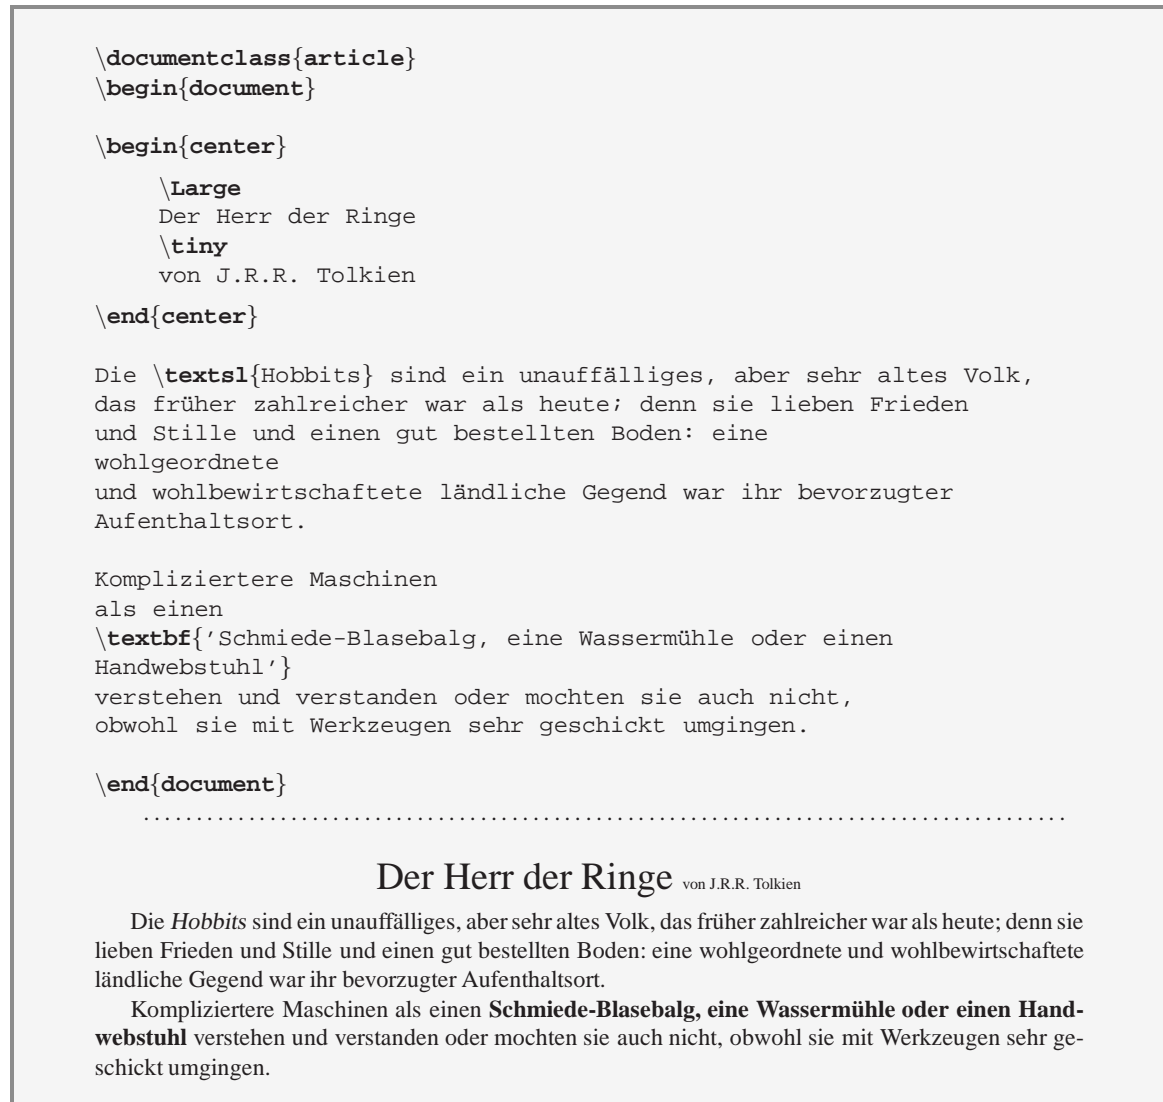 \documentclass{article}
\begin{document}
\begin{center}
\Large
Der Herr der Ringe
\tiny
von J.R.R. Tolkien
\end{center}
Die \textsl{Hobbits} sind ein unauffälliges, aber sehr altes Volk,
das früher zahlreicher war als heute; denn sie lieben Frieden
und Stille und einen gut bestellten Boden: eine
wohlgeordnete
und wohlbewirtschaftete ländliche Gegend war ihr bevorzugter
Aufenthaltsort.
Kompliziertere Maschinen
als einen
\textbf{'Schmiede-Blasebalg, eine Wassermühle oder einen
Handwebstuhl'}
verstehen und verstanden oder mochten sie auch nicht,
obwohl sie mit Werkzeugen sehr geschickt umgingen.
\end{document}
Der Herr der Ringe von J.R.R. Tolkien
Die Hobbits sind ein unauffälliges, aber sehr altes Volk, das früher zahlreicher war als heute; denn sie
lieben Frieden und Stille und einen gut bestellten Boden: eine wohlgeordnete und wohlbewirtschaftete
ländliche Gegend war ihr bevorzugter Aufenthaltsort.
Kompliziertere Maschinen als einen Schmiede-Blasebalg, eine Wassermühle oder einen Hand-
webstuhl verstehen und verstanden oder mochten sie auch nicht, obwohl sie mit Werkzeugen sehr ge-
schickt umgingen.